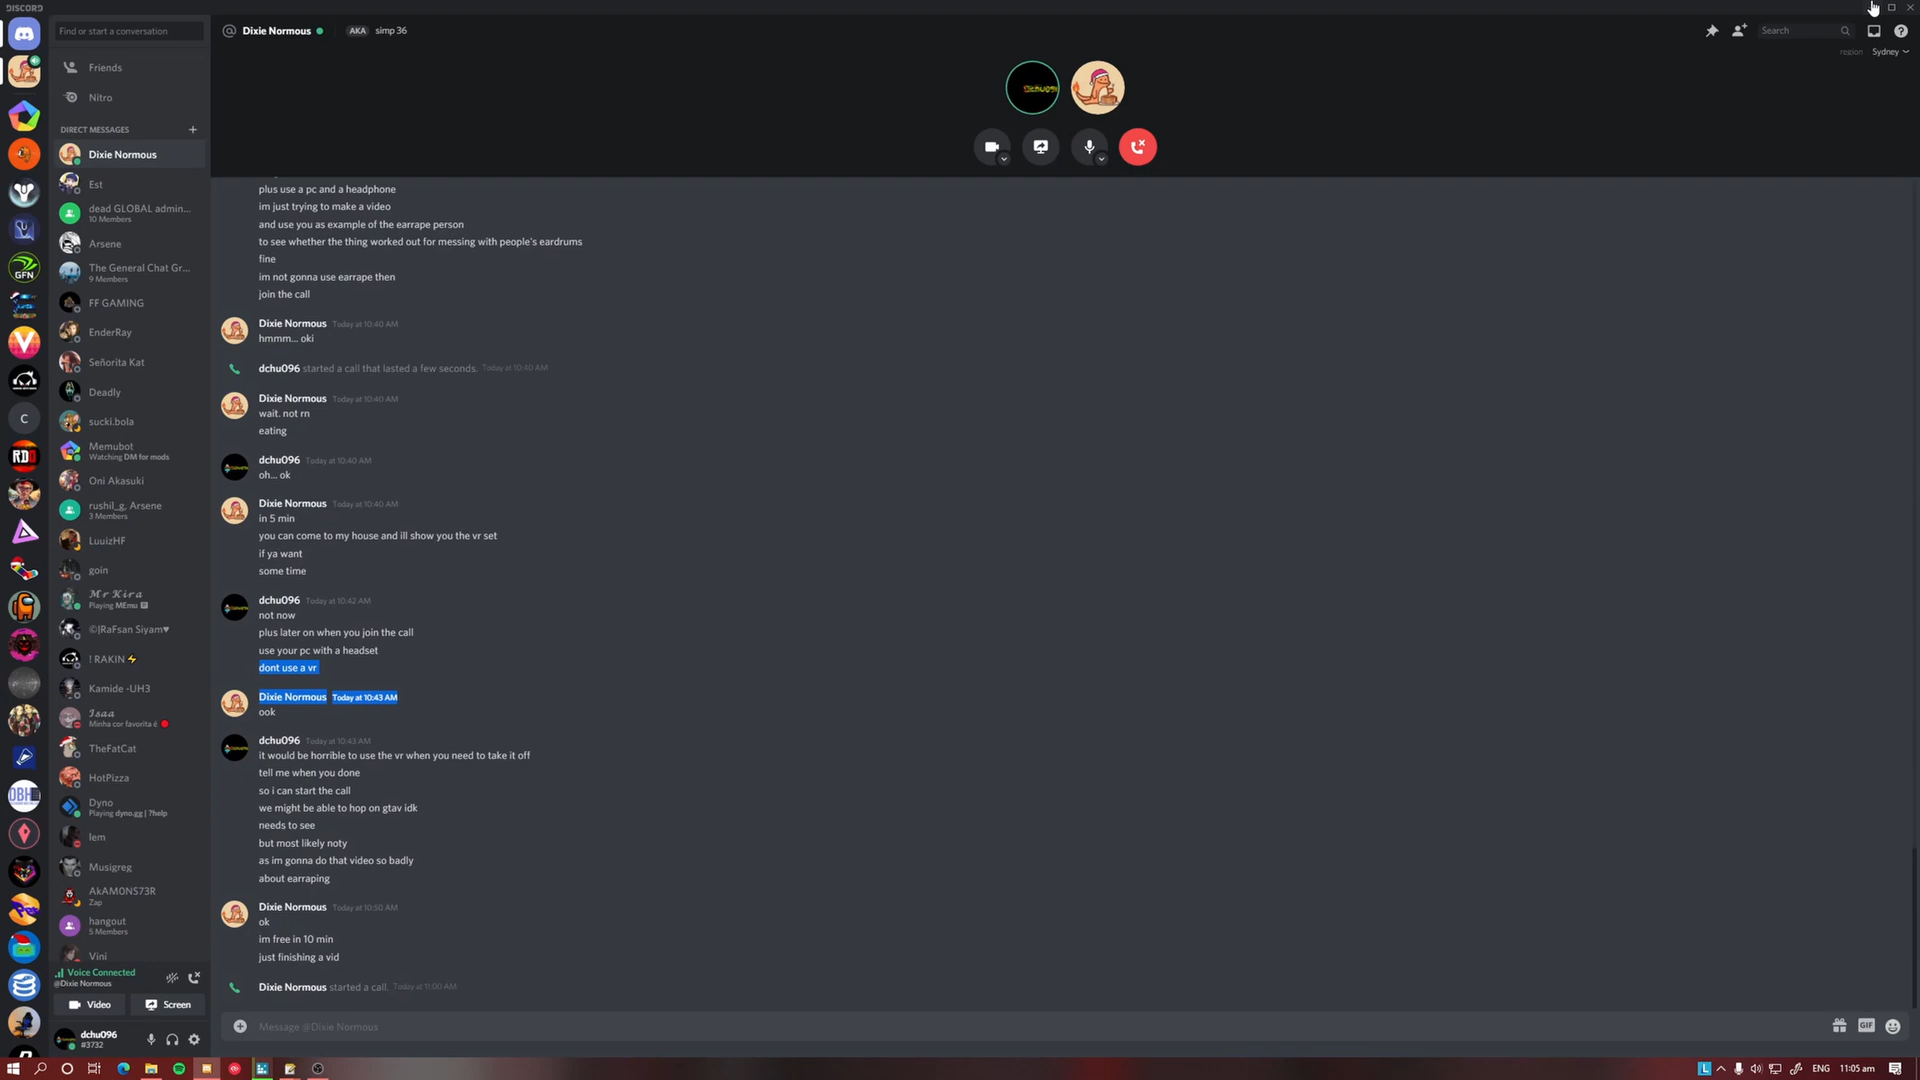 DISCORD
Find or start a conversation
Friends
Nitro
DIRECT MESSAGES
Dixie Normous
Est
dead GLOBAL admin...
10 Members
Arsene
The General Chat Gr...
9 Members
FF GAMING
EnderRay
Señorita Kat
Deadly
sucki.bola
Memubot
Watching DM for mods
Oni Akasuki
rushil_g, Arsene
3 Members
LuuizHF
goin
𝓜𝓻 𝓚𝓲𝓻𝓪
Playing MEmu
©|RaFsan Siyam♥
! RAKIN⚡
Kamide -UH3
𝓘𝓼𝓪𝓪
Minha cor favorita é
TheFatCat
HotPizza
Dyno
Playing dyno.gg | ?help
lem
Musigreg
AkAM0NS73R
Zap
hangout
5 Members
Vini
Voice Connected
@Dixie Normous
Video Screen
dchu096
#3732
GFN
C
RDO
DBH
Dixie Normous AKA simp 36
Search
region Sydney
plus use a pc and a headphone
im just trying to make a video
and use you as example of the earrape person
to see whether the thing worked out for messing with people's eardrums
fine
im not gonna use earrape then
join the call
Dixie Normous Today at 10:40 AM
hmmm... oki
dchu096 started a call that lasted a few seconds. Today at 10:40 AM
Dixie Normous Today at 10:40 AM
wait. not rn
eating
dchu096 Today at 10:40 AM
oh... ok
Dixie Normous Today at 10:40 AM
in 5 min
you can come to my house and ill show you the vr set
if ya want
some time
dchu096 Today at 10:42 AM
not now
plus later on when you join the call
use your pc with a headset
dont use a vr
Dixie Normous Today at 10:43 AM
ook
dchu096 Today at 10:43 AM
it would be horrible to use the vr when you need to take it off
tell me when you done
so i can start the call
we might be able to hop on gtav idk
needs to see
but most likely noty
as im gonna do that video so badly
about earraping
Dixie Normous Today at 10:50 AM
ok
im free in 10 min
just finishing a vid
Dixie Normous started a call. Today at 11:00 AM
Message @Dixie Normous
GIF
L ENG 11:05 am